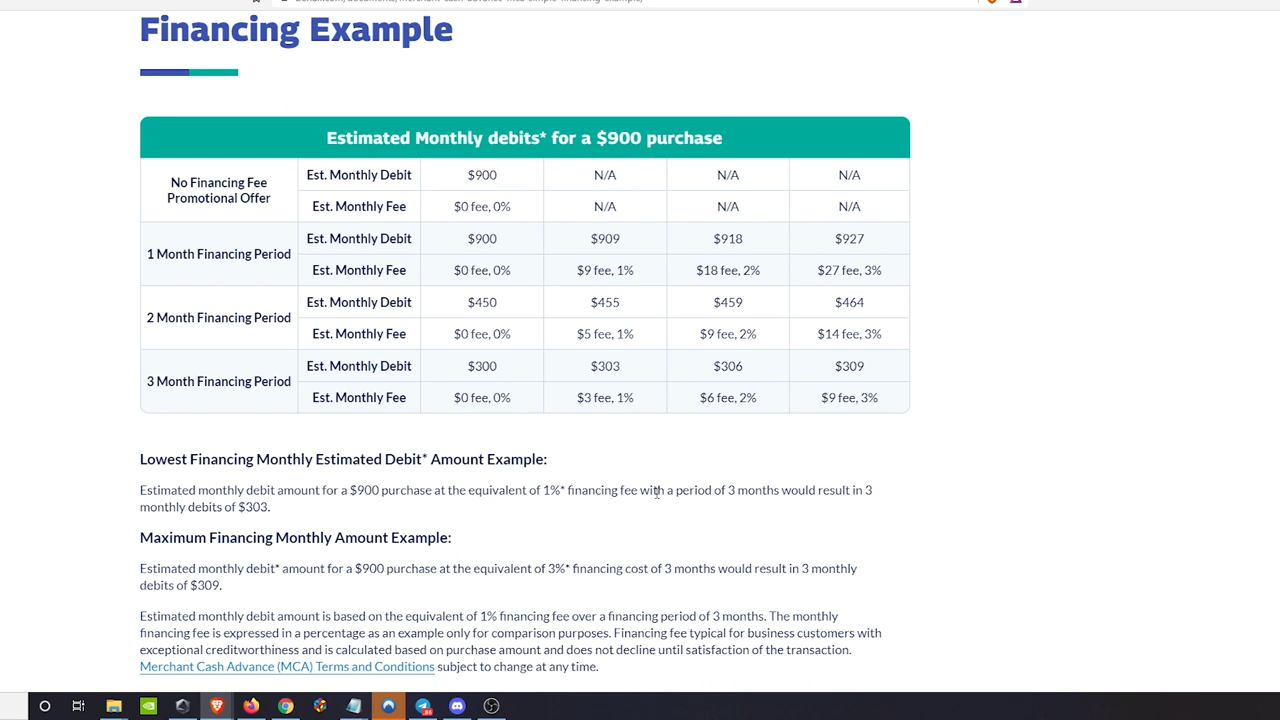 Financing Example
Estimated Monthly debits* for a $900 purchase
No Financing Fee
Promotional Offer
Est. Monthly Debit $900 N/A N/A N/A
Est. Monthly Fee $0 fee, 0% N/A N/A N/A
1 Month Financing Period
Est. Monthly Debit $900 $909 $918 $927
Est. Monthly Fee $0 fee, 0% $9 fee, 1% $18 fee, 2% $27 fee, 3%
2 Month Financing Period
Est. Monthly Debit $450 $455 $459 $464
Est. Monthly Fee $0 fee, 0% $5 fee, 1% $9 fee, 2% $14 fee, 3%
3 Month Financing Period
Est. Monthly Debit $300 $303 $306 $309
Est. Monthly Fee $0 fee, 0% $3 fee, 1% $6 fee, 2% $9 fee, 3%
Lowest Financing Monthly Estimated Debit* Amount Example:
Estimated monthly debit amount for a $900 purchase at the equivalent of 1%* financing fee with a period of 3 months would result in 3
monthly debits of $303.
Maximum Financing Monthly Amount Example:
Estimated monthly debit* amount for a $900 purchase at the equivalent of 3%* financing cost of 3 months would result in 3 monthly
debits of $309.
Estimated monthly debit amount is based on the equivalent of 1% financing fee over a financing period of 3 months. The monthly
financing fee is expressed in a percentage as an example only for comparison purposes. Financing fee typical for business customers with
exceptional creditworthiness and is calculated based on purchase amount and does not decline until satisfaction of the transaction.
Merchant Cash Advance (MCA) Terms and Conditions subject to change at any time.